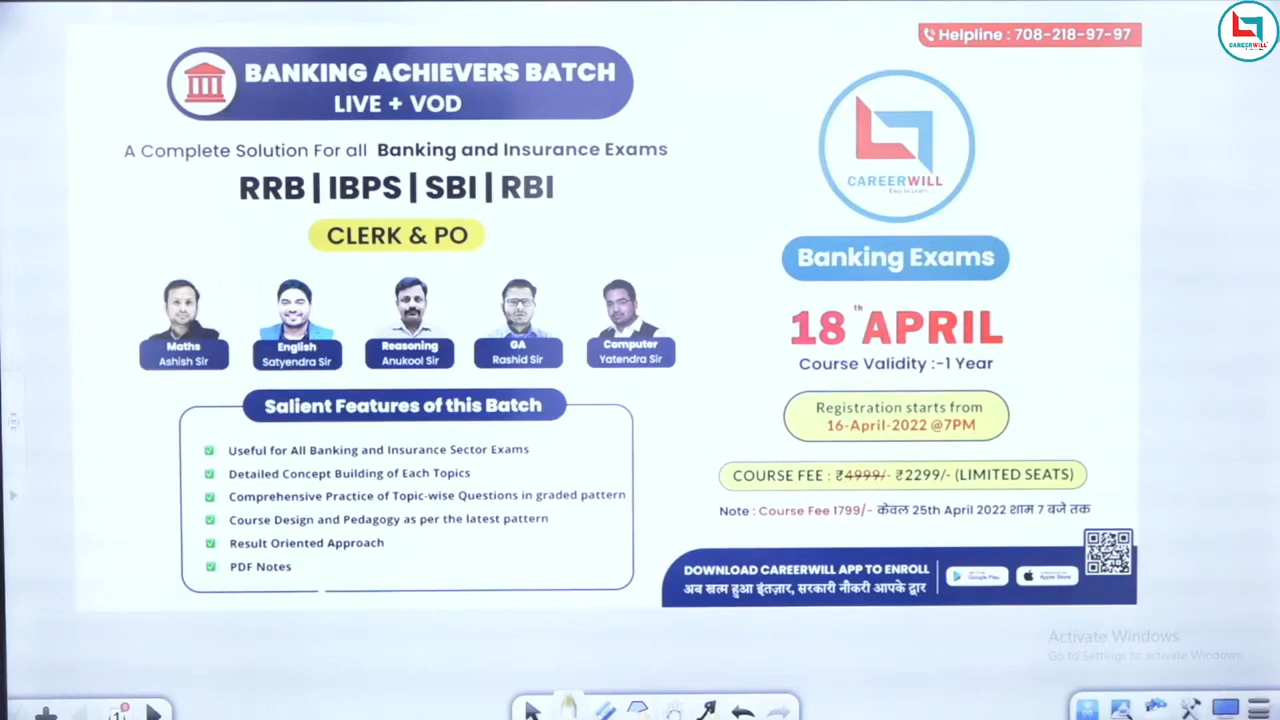 Helpline : 708-218-97-97
CAREERWILL
BANKING ACHIEVERS BATCH
LIVE + VOD
A Complete Solution For all Banking and Insurance Exams
RRB | IBPS | SBI | RBI
CLERK & PO
Maths
Ashish Sir
English
Satyendra Sir
Reasoning
Anukool Sir
GA
Rashid Sir
Computer
Yatendra Sir
Salient Features of this Batch
Useful for All Banking and Insurance Sector Exams
Detailed Concept Building of Each Topics
Comprehensive Practice of Topic-wise Questions in graded pattern
Course Design and Pedagogy as per the latest pattern
Result Oriented Approach
PDF Notes
CAREERWILL
Banking Exams
18th APRIL
Course Validity :-1 Year
Registration starts from
16-April-2022 @7PM
COURSE FEE : ₹4999/- ₹2299/- (LIMITED SEATS)
Note : Course Fee 1799/- केवल 25th April 2022 शाम 7 बजे तक
DOWNLOAD CAREERWILL APP TO ENROLL
अब खत्म हुआ इंतज़ार, सरकारी नौकरी आपके द्वार
Google Play
Apple Store
Activate Windows
Go to Settings to activate Windows.
1